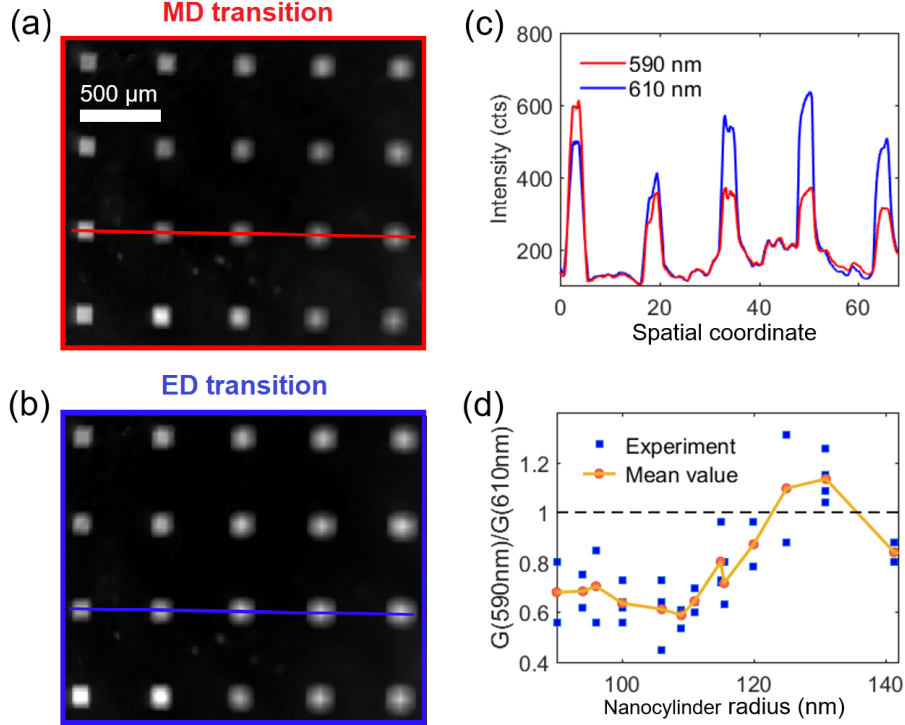 (a)
MD transition
500 μm
(b)
ED transition
(c)
800
600
400
200
0
20
40
60
Intensity (cts)
Spatial coordinate
590 nm
610 nm
(d)
1.2
1
0.8
0.6
0.4
100
120
140
G(590nm)/G(610nm)
Nanocylinder radius (nm)
Experiment
Mean value